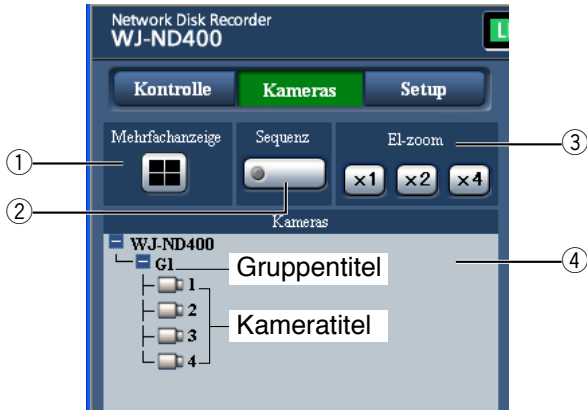 Network Disk Recorder
WJ-ND400
Kontrolle Kameras Setup
Mehrfachanzeige Sequenz El-zoom
x1 x2 x4
Kameras
WJ-ND400
G1 Gruppentitel
1
2
Kameratitel
3
4
①
②
③
④